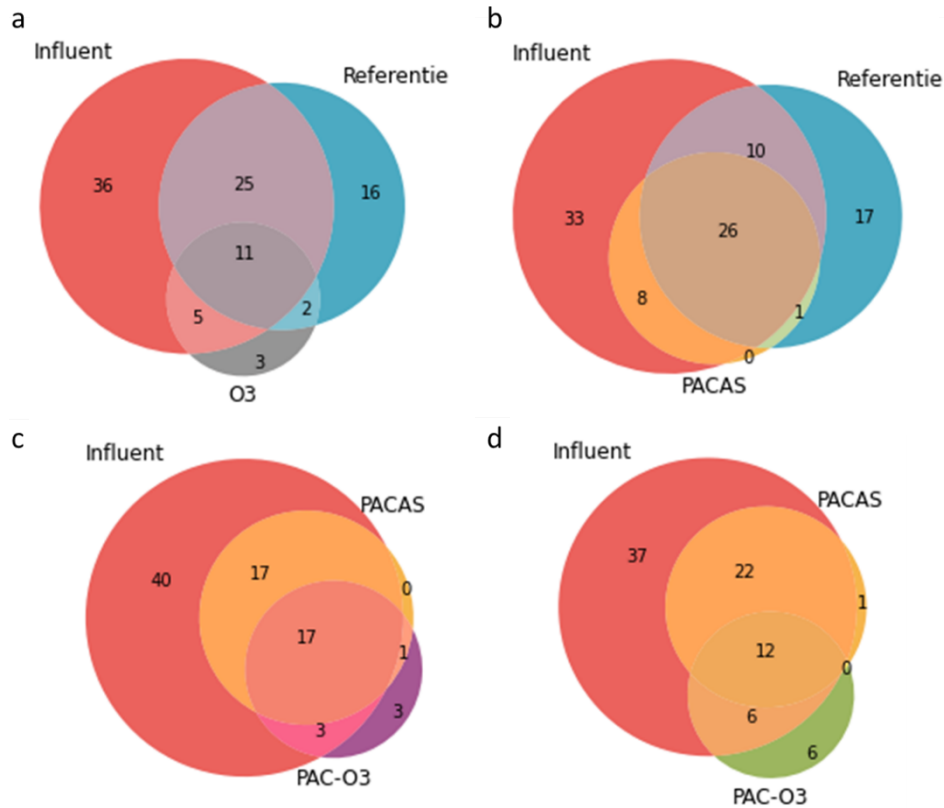 a
Influent
Referentie
36
25
16
11
5
2
3
O3
b
Influent
Referentie
10
33
26
17
8
1
0
PACAS
c
Influent
PACAS
40
17
0
17
1
3
3
PAC-O3
d
Influent
PACAS
37
22
1
12
0
6
6
PAC-O3